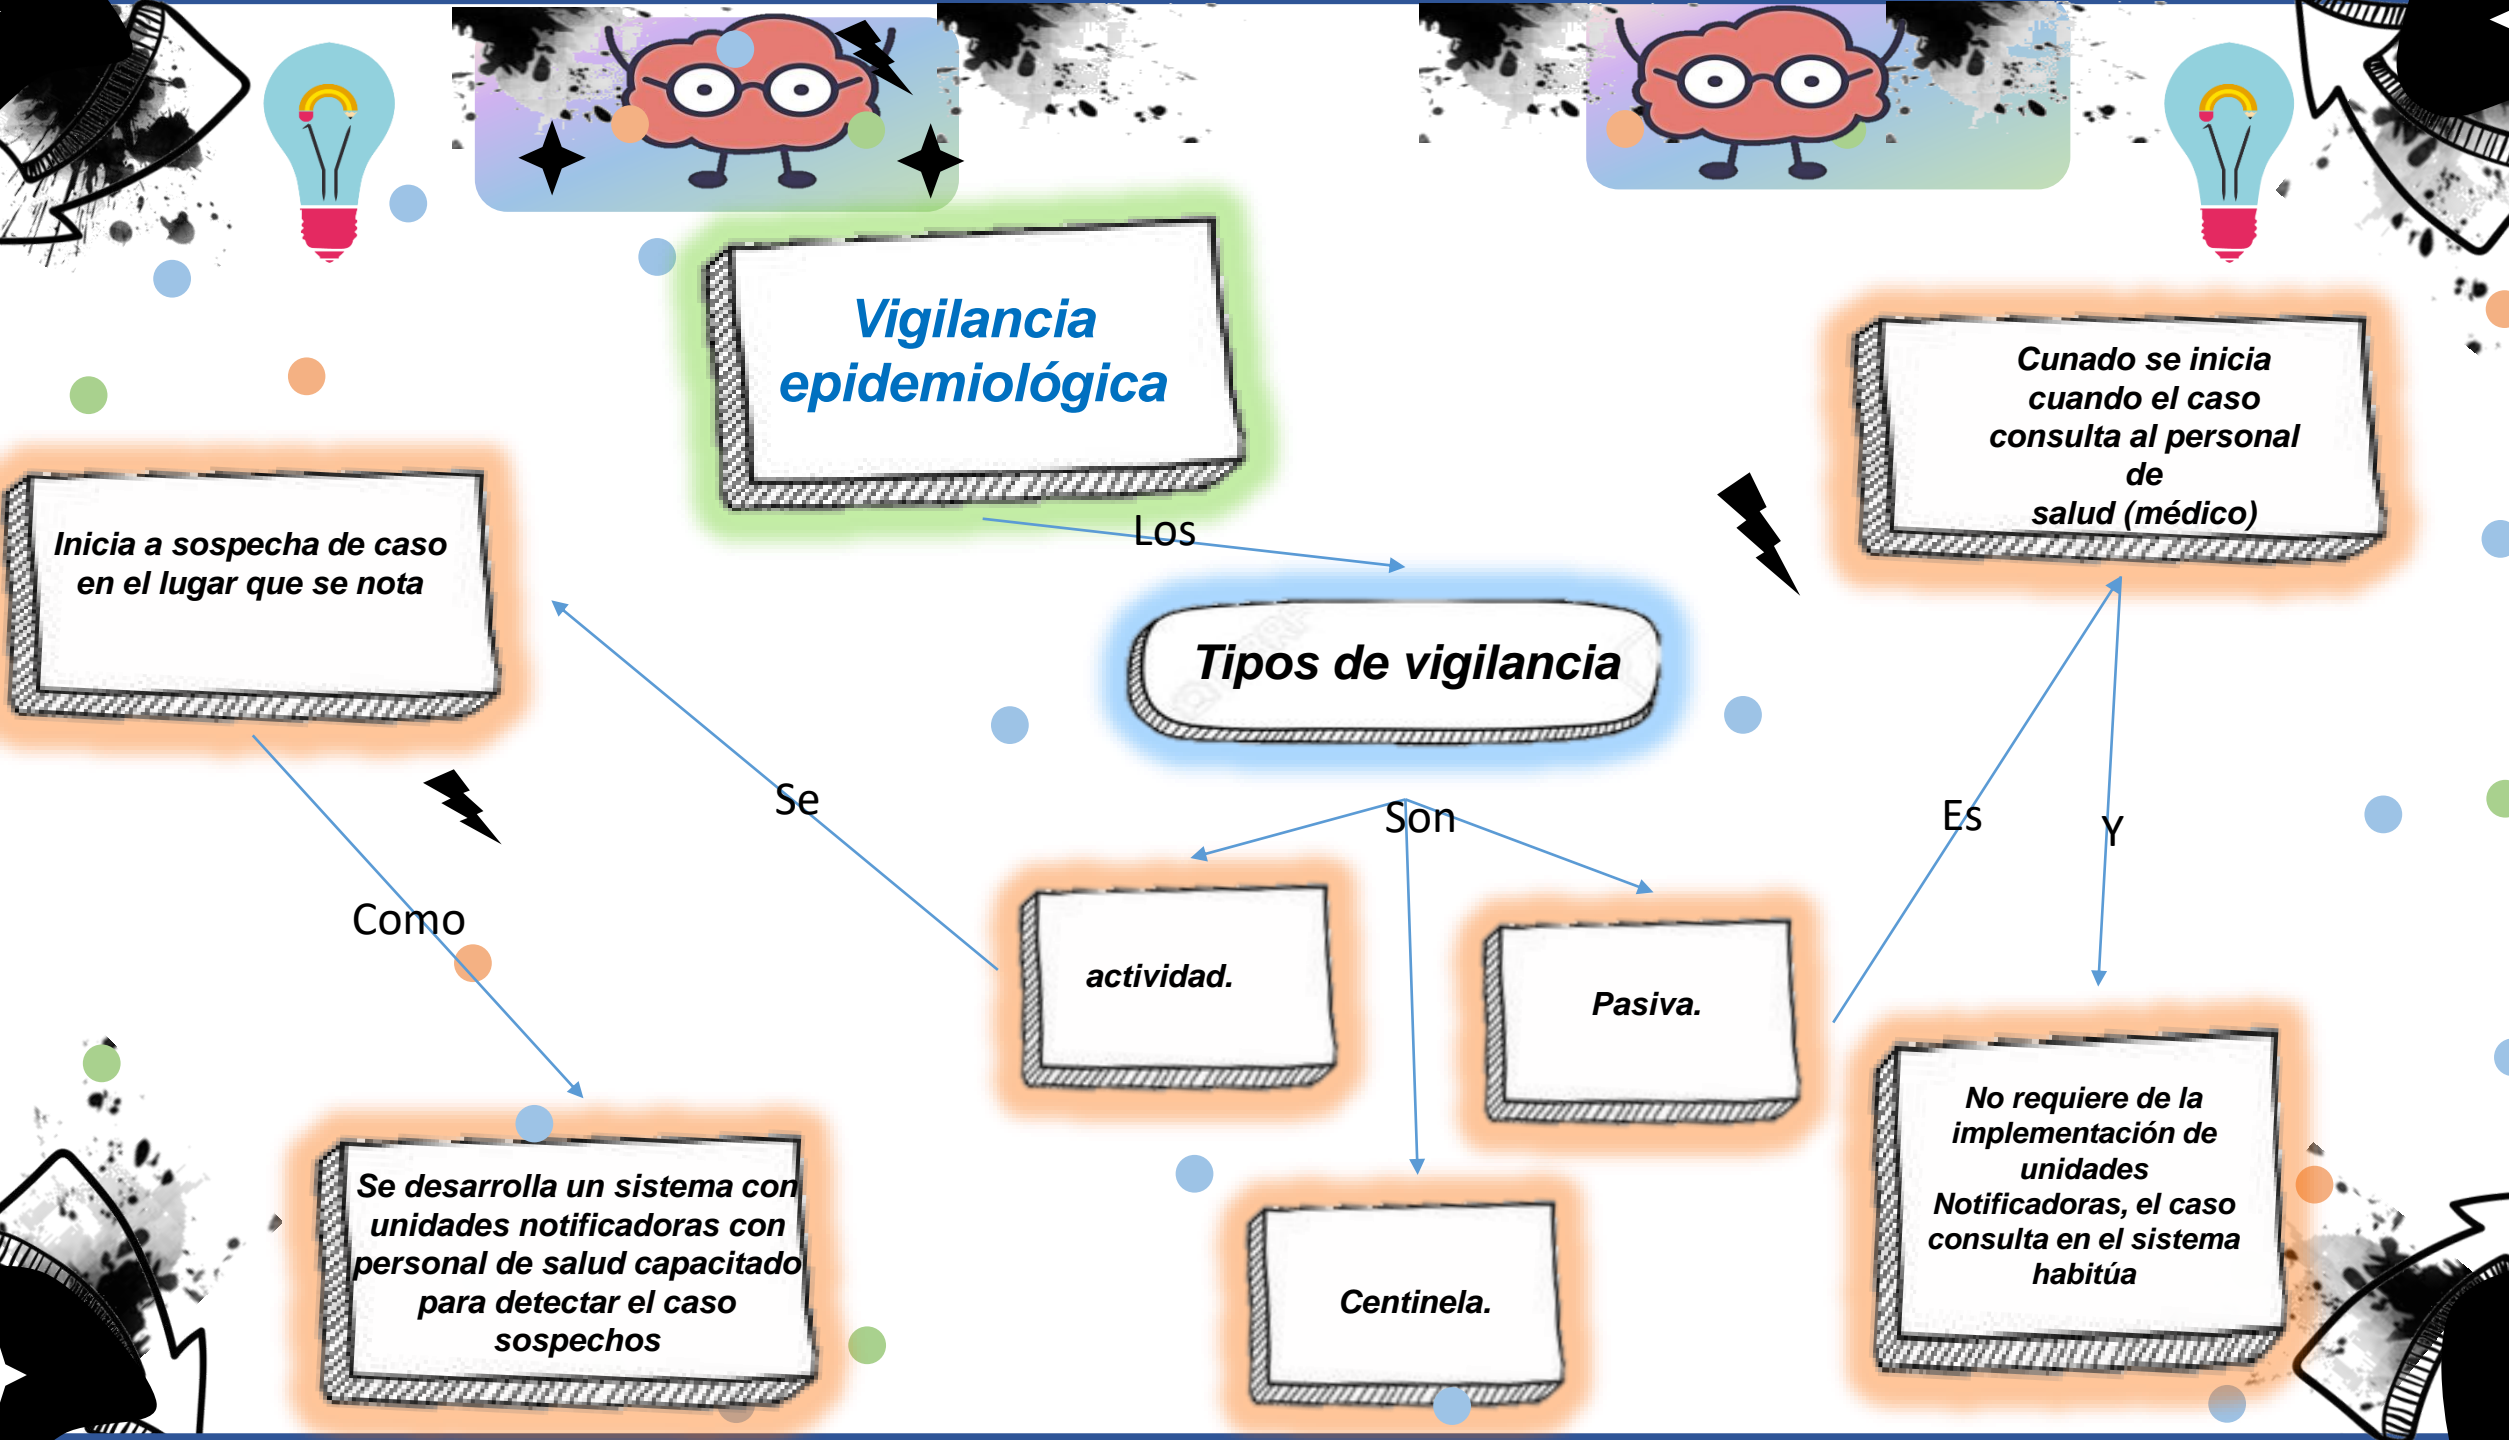 Vigilancia
epidemiológica
Los
Tipos de vigilancia
Son
actividad.
Pasiva.
Centinela.
Se
Inicia a sospecha de caso
en el lugar que se nota
Como
Se desarrolla un sistema con
unidades notificadoras con
personal de salud capacitado
para detectar el caso
sospechos
Es
Cunado se inicia
cuando el caso
consulta al personal
de
salud (médico)
Y
No requiere de la
implementación de
unidades
Notificadoras, el caso
consulta en el sistema
habitúa